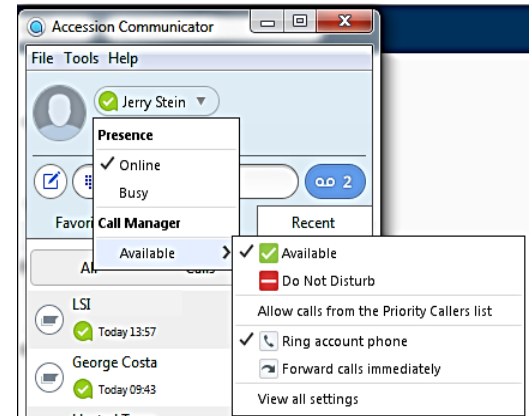 Accession Communicator
File Tools Help
Jerry Stein
Presence
Online
Busy
2
Favori
Call Manager
Recent
Available
Available
Do Not Disturb
Allow calls from the Priority Callers list
Ring account phone
Forward calls immediately
View all settings
LSI
Today 13:57
George Costa
Today 09:43